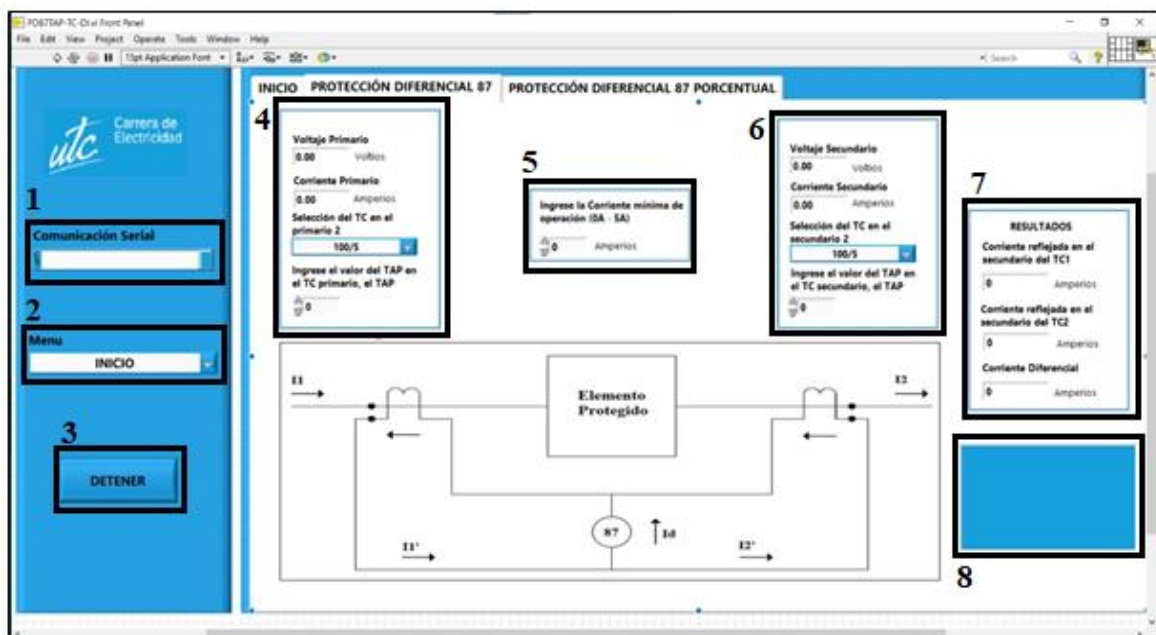 PO87TAP-TC-DI.vi Front Panel
File Edit View Project Operate Tools Window Help
15pt Application Font
Search
utc
Carrera de
Electricidad
1
Comunicación Serial
2
Menu
INICIO
3
DETENER
INICIO PROTECCIÓN DIFERENCIAL 87 PROTECCIÓN DIFERENCIAL 87 PORCENTUAL
4
Voltaje Primario
0.00 Voltios
Corriente Primario
0.00 Amperios
Selección del TC en el
primario 2
100/5
Ingrese el valor del TAP en
el TC primario, el TAP
0
5
Ingrese la Corriente mínima de
operación (0A - 5A)
0 Amperios
6
Voltaje Secundario
0.00 Voltios
Corriente Secundario
0.00 Amperios
Selección del TC en el
secundario 2
100/5
Ingrese el valor del TAP en
el TC secundario, el TAP
0
7
RESULTADOS
Corriente reflejada en el
secundario del TC1
0 Amperios
Corriente reflejada en el
secundario del TC2
0 Amperios
Corriente Diferencial
0 Amperios
I1
Elemento
Protegido
I2
87
Id
I1'
I2'
8